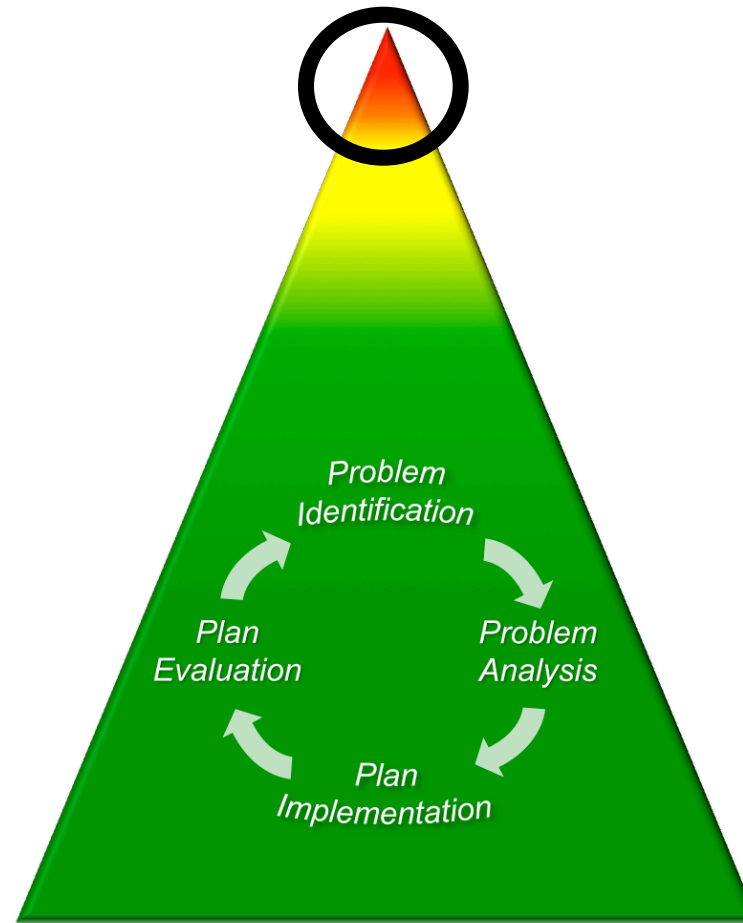 Problem
Identification
Problem
Analysis
Plan
Implementation
Plan
Evaluation